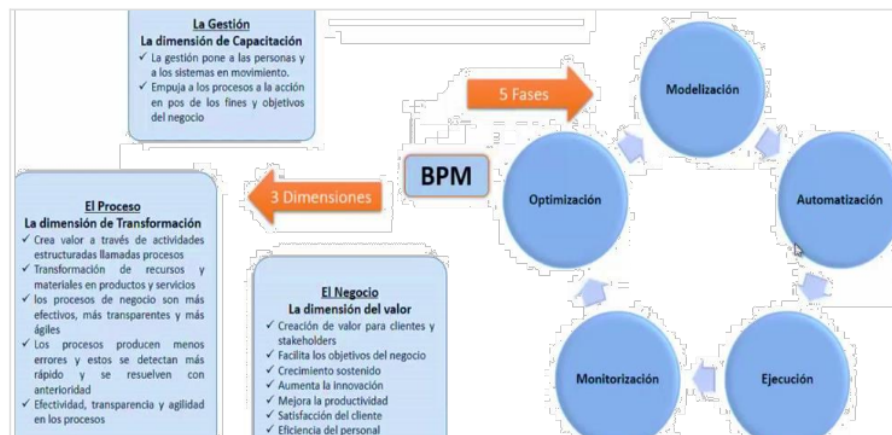 La Gestión
La dimensión de Capacitación
✓ La gestión pone a las personas y
a los sistemas en movimiento.
✓ Empuja a los procesos a la acción
en pos de los fines y objetivos
del negocio
5 Fases
Modelización
BPM
3 Dimensiones
Optimización
Automatización
El Proceso
La dimensión de Transformación
✓ Crea valor a través de actividades
estructuradas llamadas procesos
✓ Transformación de recursos y
materiales en productos y servicios
✓ los procesos de negocio son más
efectivos, más transparentes y más
ágiles
✓ Los procesos producen menos
errores y estos se detectan más
rápido y se resuelven con
anterioridad
✓ Efectividad, transparencia y agilidad
en los procesos
El Negocio
La dimensión del valor
✓ Creación de valor para clientes y
stakeholders
✓ Facilita los objetivos del negocio
✓ Crecimiento sostenido
✓ Aumenta la innovación
✓ Mejora la productividad
✓ Satisfacción del cliente
✓ Eficiencia del personal
Monitorización
Ejecución